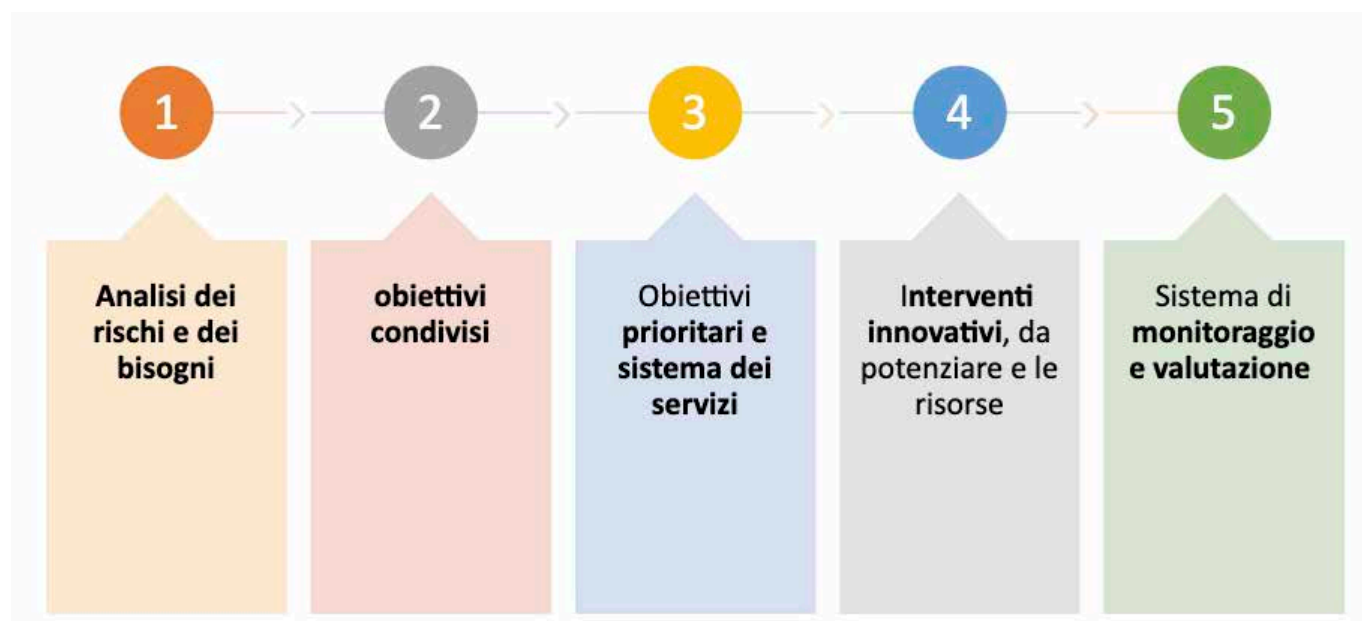 1
2
3
4
5
Analisi dei
rischi e dei
bisogni
obiettivi
condivisi
Obiettivi
prioritari e
sistema dei
servizi
Interventi
innovativi, da
potenziare e le
risorse
Sistema di
monitoraggio
e valutazione